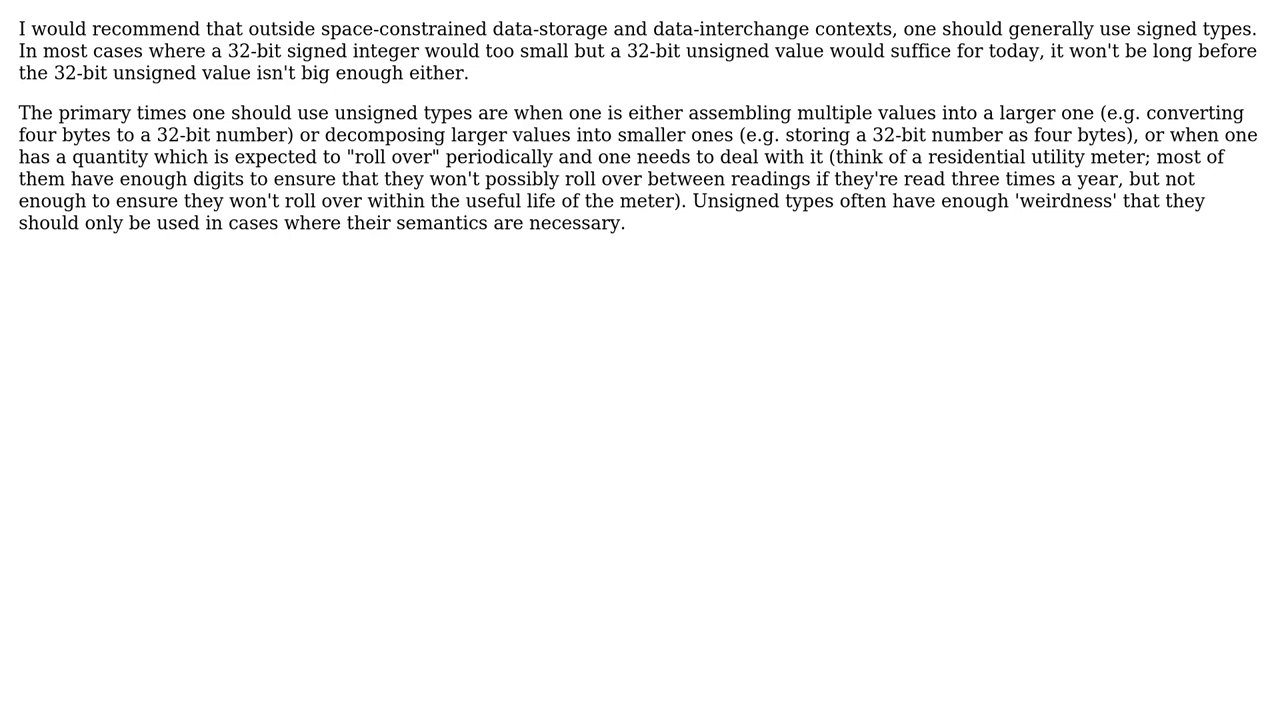 I would recommend that outside space-constrained data-storage and data-interchange contexts, one should generally use signed types.
In most cases where a 32-bit signed integer would too small but a 32-bit unsigned value would suffice for today, it won't be long before
the 32-bit unsigned value isn't big enough either.
The primary times one should use unsigned types are when one is either assembling multiple values into a larger one (e.g. converting
four bytes to a 32-bit number) or decomposing larger values into smaller ones (e.g. storing a 32-bit number as four bytes), or when one
has a quantity which is expected to "roll over" periodically and one needs to deal with it (think of a residential utility meter; most of
them have enough digits to ensure that they won't possibly roll over between readings if they're read three times a year, but not
enough to ensure they won't roll over within the useful life of the meter). Unsigned types often have enough 'weirdness' that they
should only be used in cases where their semantics are necessary.